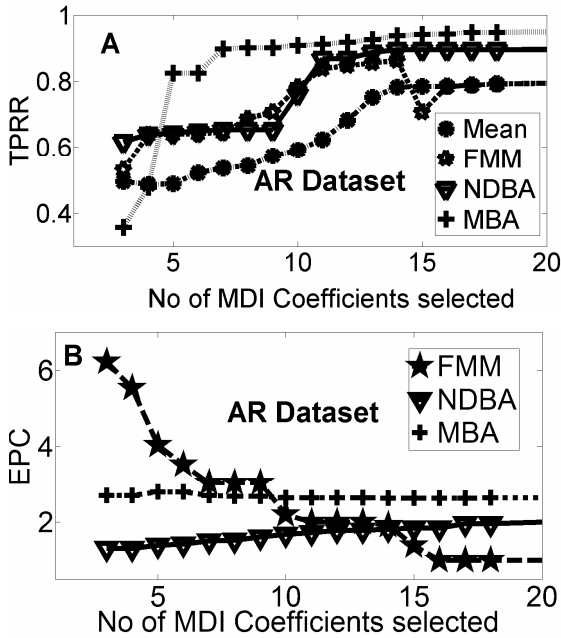 A
1
0.8
0.6
0.4
TPRR
Mean
FMM
NDBA
MBA
AR Dataset
5
10
15
20
No of MDI Coefficients selected
B
6
4
2
EPC
FMM
NDBA
MBA
AR Dataset
5
10
15
20
No of MDI Coefficients selected